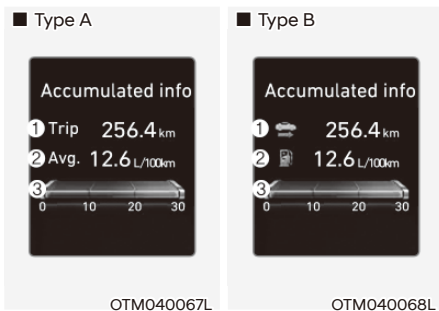 ■ Type A
Accumulated info
1 Trip 256.4 km
2 Avg. 12.6 L/100km
3
0 10 20 30
OTM040067L
■ Type B
Accumulated info
1 256.4 km
2 12.6 L/100km
3
0 10 20 30
OTM040068L